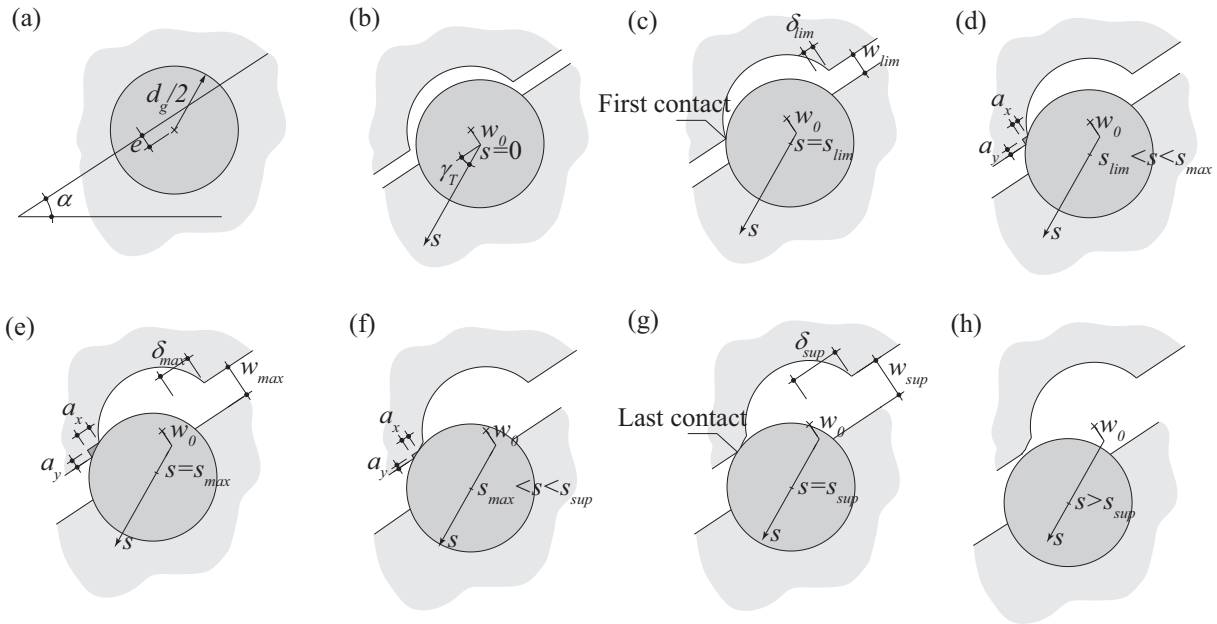 (a)
d_g/2
e
α
(b)
w_0
s=0
γ_T
s
(c)
δ_lim
w_lim
First contact
w_0
s=s_lim
s
(d)
a_x
w_0
a_y
s_lim <s<s_max
s
(e)
δ_max
w_max
a_x
w_0
a_y
s=s_max
s
(f)
a_x
w_0
a_y
s_max <s<s_sup
s
(g)
δ_sup
w_sup
Last contact
w_0
s=s_sup
s
(h)
w_0
s>s_sup
s